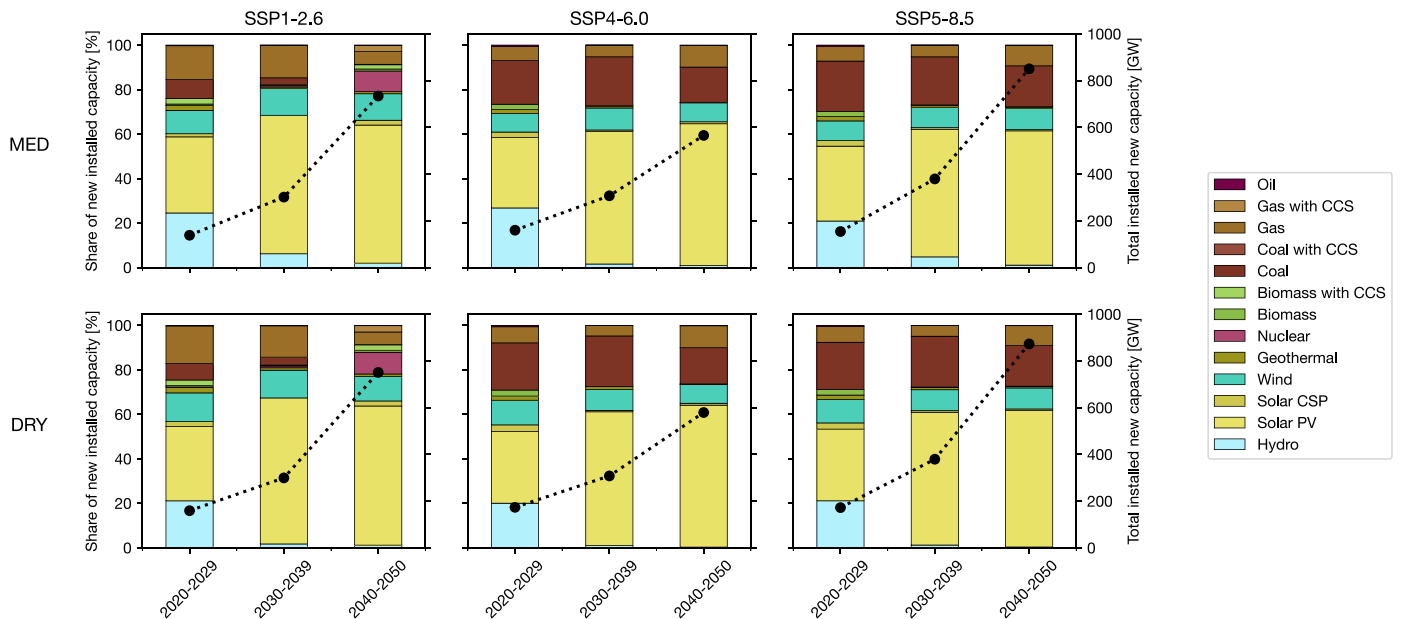 SSP1-2.6
SSP4-6.0
SSP5-8.5
MED
Share of new installed capacity [%]
100
80
60
40
20
0
1000
800
600
400
200
0
Total installed new capacity [GW]
DRY
Share of new installed capacity [%]
100
80
60
40
20
0
1000
800
600
400
200
0
Total installed new capacity [GW]
2020-2029
2030-2039
2040-2050
2020-2029
2030-2039
2040-2050
2020-2029
2030-2039
2040-2050
Oil
Gas with CCS
Gas
Coal with CCS
Coal
Biomass with CCS
Biomass
Nuclear
Geothermal
Wind
Solar CSP
Solar PV
Hydro